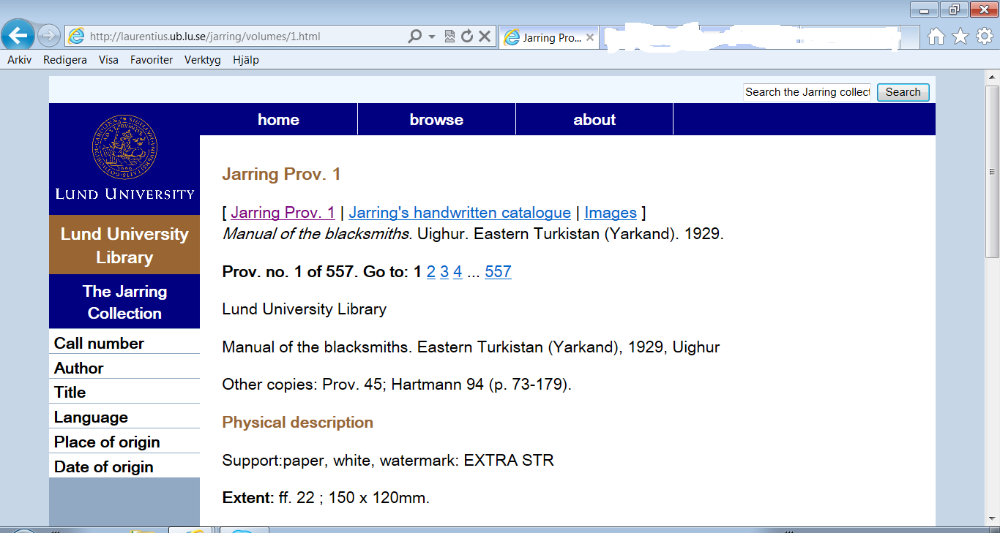 http://laurentius.ub.lu.se/jarring/volumes/1.html
Jarring Pro...
Arkiv Redigera Visa Favoriter Verktyg Hjälp
Search the Jarring collect Search
home browse about
LUND UNIVERSITY
Lund University
Library
The Jarring
Collection
Call number
Author
Title
Language
Place of origin
Date of origin
Jarring Prov. 1
[ Jarring Prov. 1 | Jarring's handwritten catalogue | Images ]
Manual of the blacksmiths. Uighur. Eastern Turkistan (Yarkand). 1929.
Prov. no. 1 of 557. Go to: 1 2 3 4 ... 557
Lund University Library
Manual of the blacksmiths. Eastern Turkistan (Yarkand), 1929, Uighur
Other copies: Prov. 45; Hartmann 94 (p. 73-179).
Physical description
Support:paper, white, watermark: EXTRA STR
Extent: ff. 22 ; 150 x 120mm.